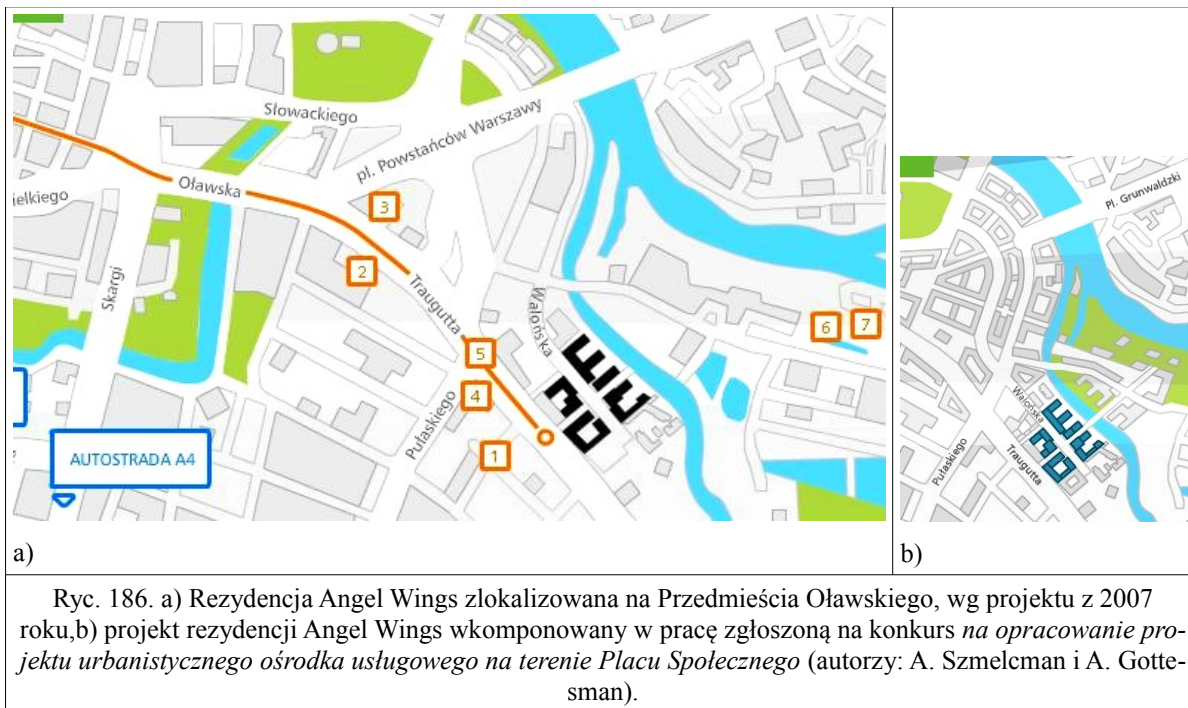 Słowackiego
pl. Powstańców Warszawy
ielkiego
Oławska
3
Skargi
2
Traugutta
Walońska
6
7
5
4
Pułaskiego
1
AUTOSTRADA A4
a)
Pl. Grunwaldzki
Walońska
Traugutta
Pułaskiego
b)
Ryc. 186. a) Rezydencja Angel Wings zlokalizowana na Przedmieścia Oławskiego, wg projektu z 2007
roku,b) projekt rezydencji Angel Wings wkomponowany w pracę zgłoszoną na konkurs na opracowanie pro-
jektu urbanistycznego ośrodka usługowego na terenie Placu Społecznego (autorzy: A. Szmelcman i A. Gotte-
sman).